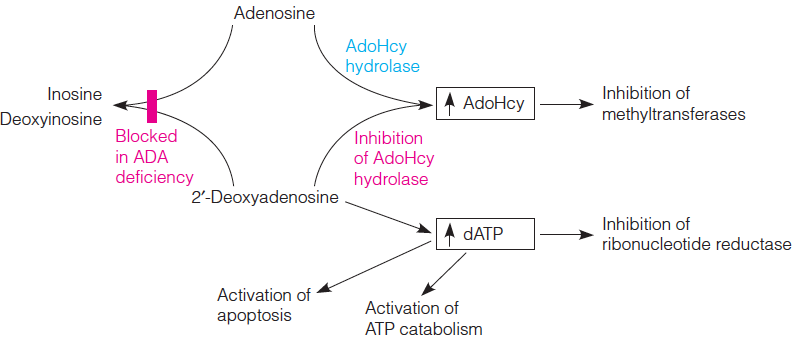 Adenosine
AdoHcy
hydrolase
Inosine
Deoxyinosine
AdoHcy
Inhibition of
methyltransferases
Blocked
in ADA
deficiency
Inhibition
of AdoHcy
hydrolase
2′-Deoxyadenosine
dATP
Inhibition of
ribonucleotide reductase
Activation of
apoptosis
Activation of
ATP catabolism